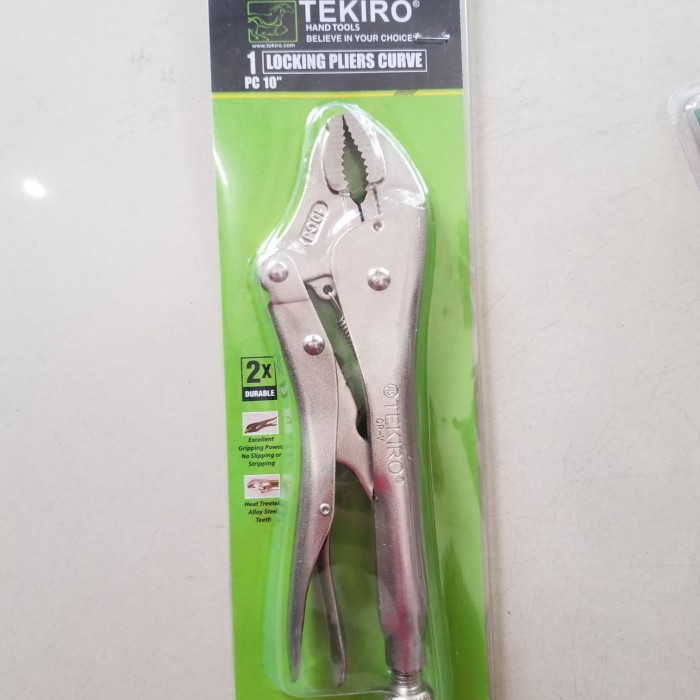 TEKIRO®
HAND TOOLS
BELIEVE IN YOUR CHOICE
www.tekiro.com
1 LOCKING PLIERS CURVE
PC 10"
2x
DURABLE
Excellent
Gripping Power,
No Slipping or
Stripping
Heat Treated
Alloy Steel
Teeth
TEKIRO®
CR-V